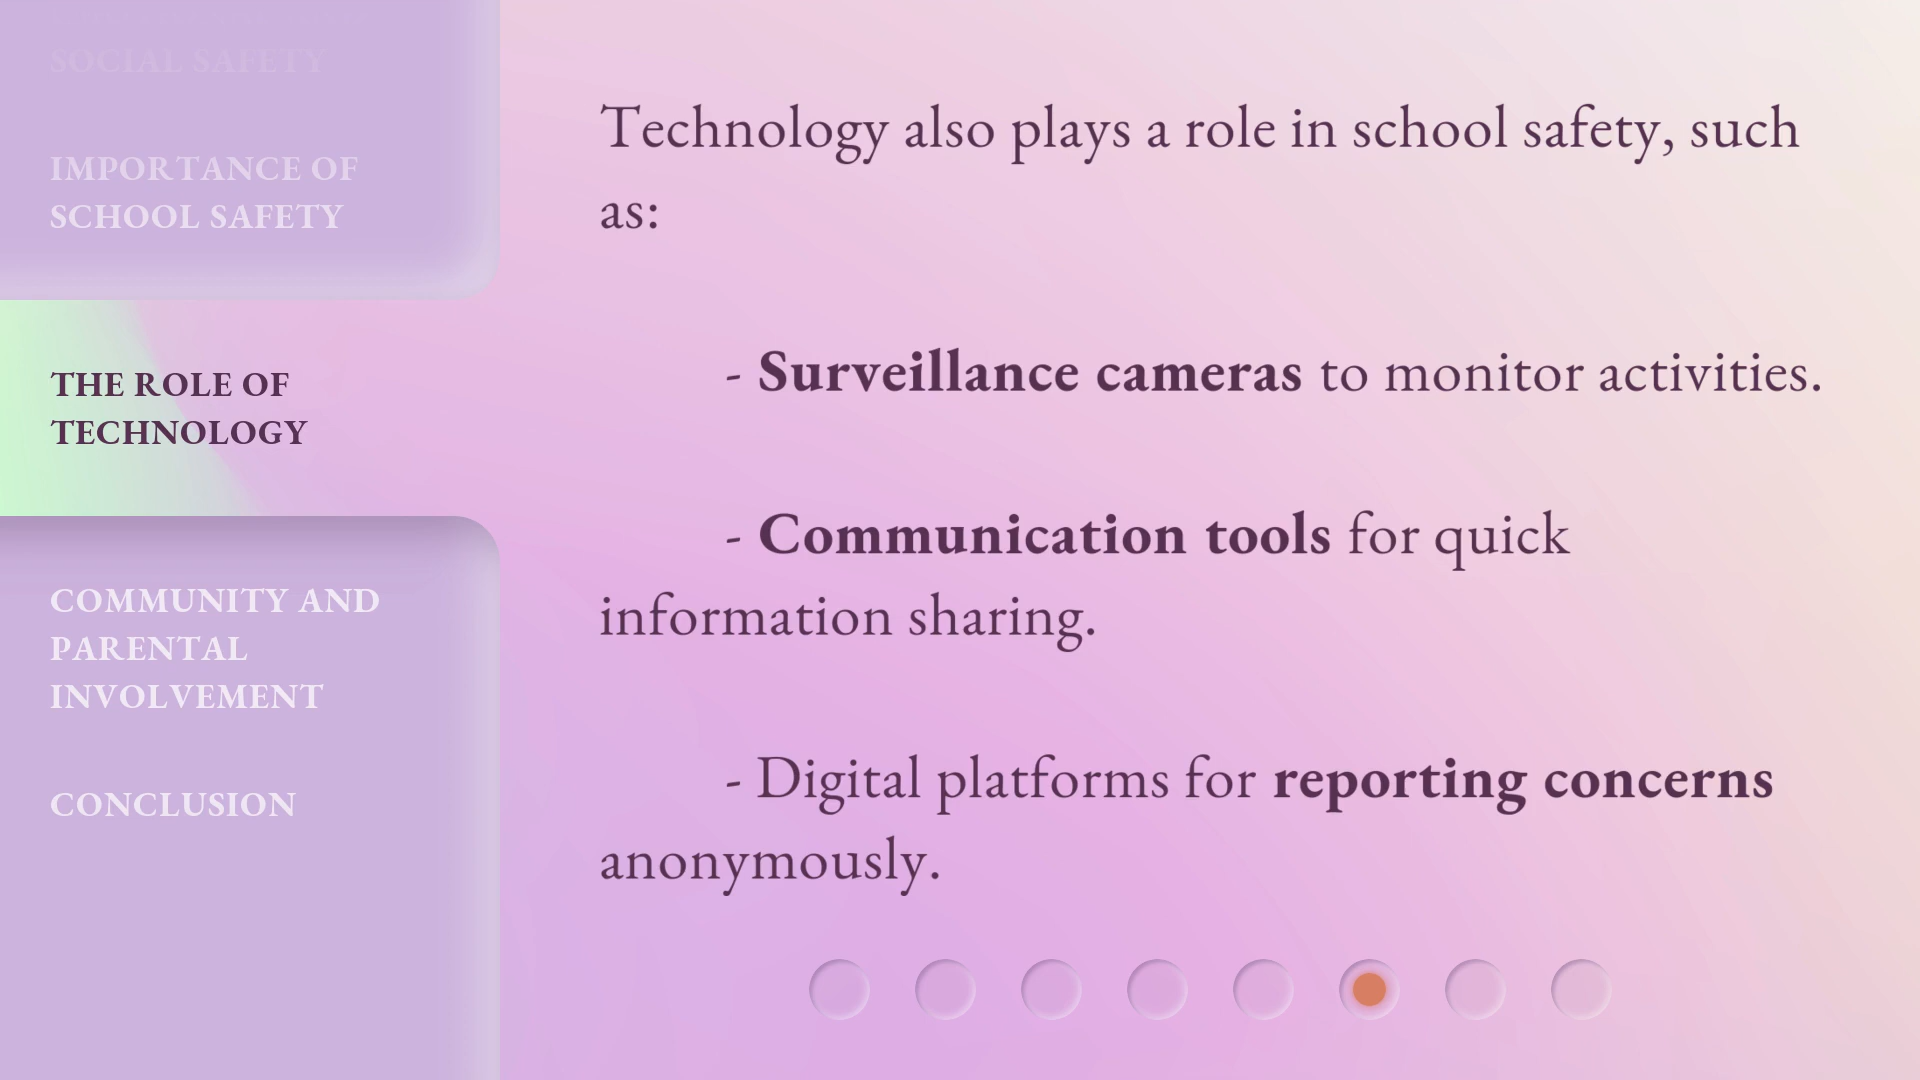 SOCIAL SAFETY
IMPORTANCE OF
SCHOOL SAFETY
THE ROLE OF
TECHNOLOGY
COMMUNITY AND
PARENTAL
INVOLVEMENT
CONCLUSION
Technology also plays a role in school safety, such
as:
- Surveillance cameras to monitor activities.
- Communication tools for quick
information sharing.
- Digital platforms for reporting concerns
anonymously.